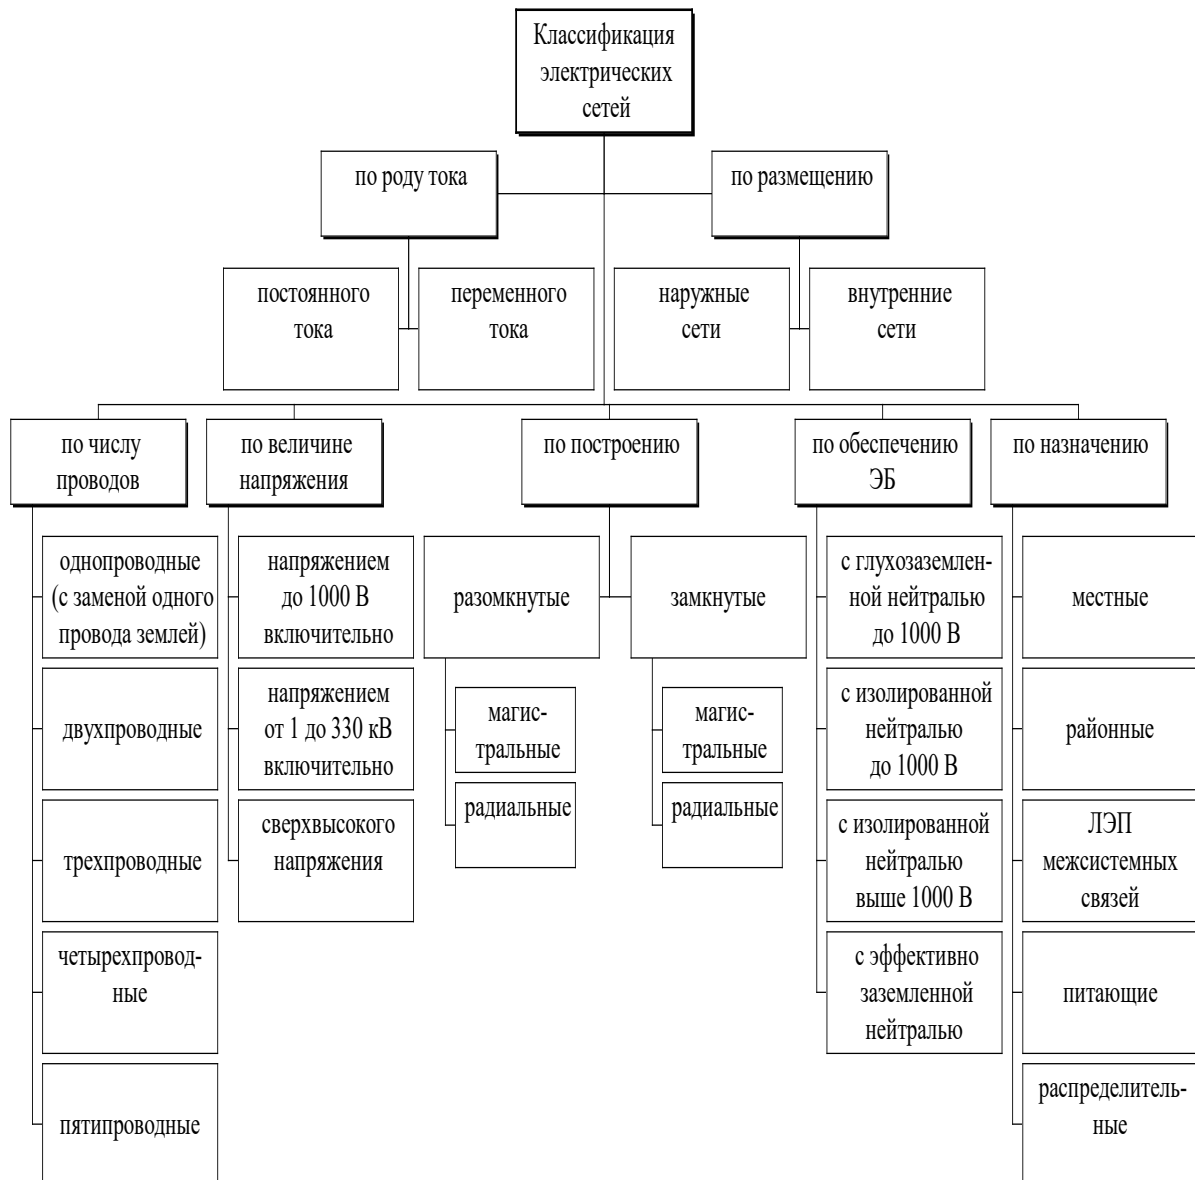 Классификация
электрических
сетей
по роду тока
по размещению
постоянного
тока
переменного
тока
наружные
сети
внутренние
сети
по числу
проводов
по величине
напряжения
по построению
по обеспечению
ЭБ
по назначению
однопроводные
(с заменой одного
провода землей)
двухпроводные
трехпроводные
четырехпровод-
ные
пятипроводные
напряжением
до 1000 В
включительно
напряжением
от 1 до 330 кВ
включительно
сверхвысокого
напряжения
разомкнутые
магис-
тральные
радиальные
замкнутые
магис-
тральные
радиальные
с глухозаземлен-
ной нейтралью
до 1000 В
с изолированной
нейтралью
до 1000 В
с изолированной
нейтралью
выше 1000 В
с эффективно
заземленной
нейтралью
местные
районные
ЛЭП
межсистемных
связей
питающие
распределитель-
ные